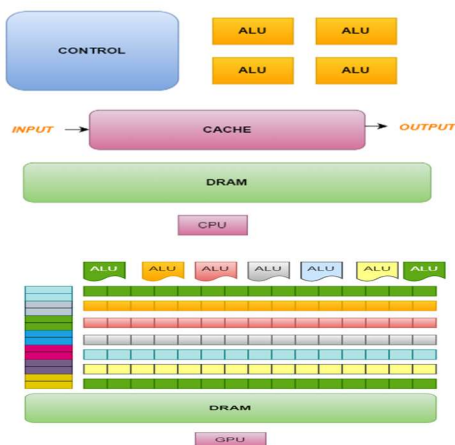 CONTROL
ALU ALU
ALU ALU
INPUT CACHE OUTPUT
DRAM
CPU
ALU ALU ALU ALU ALU ALU ALU
DRAM
GPU